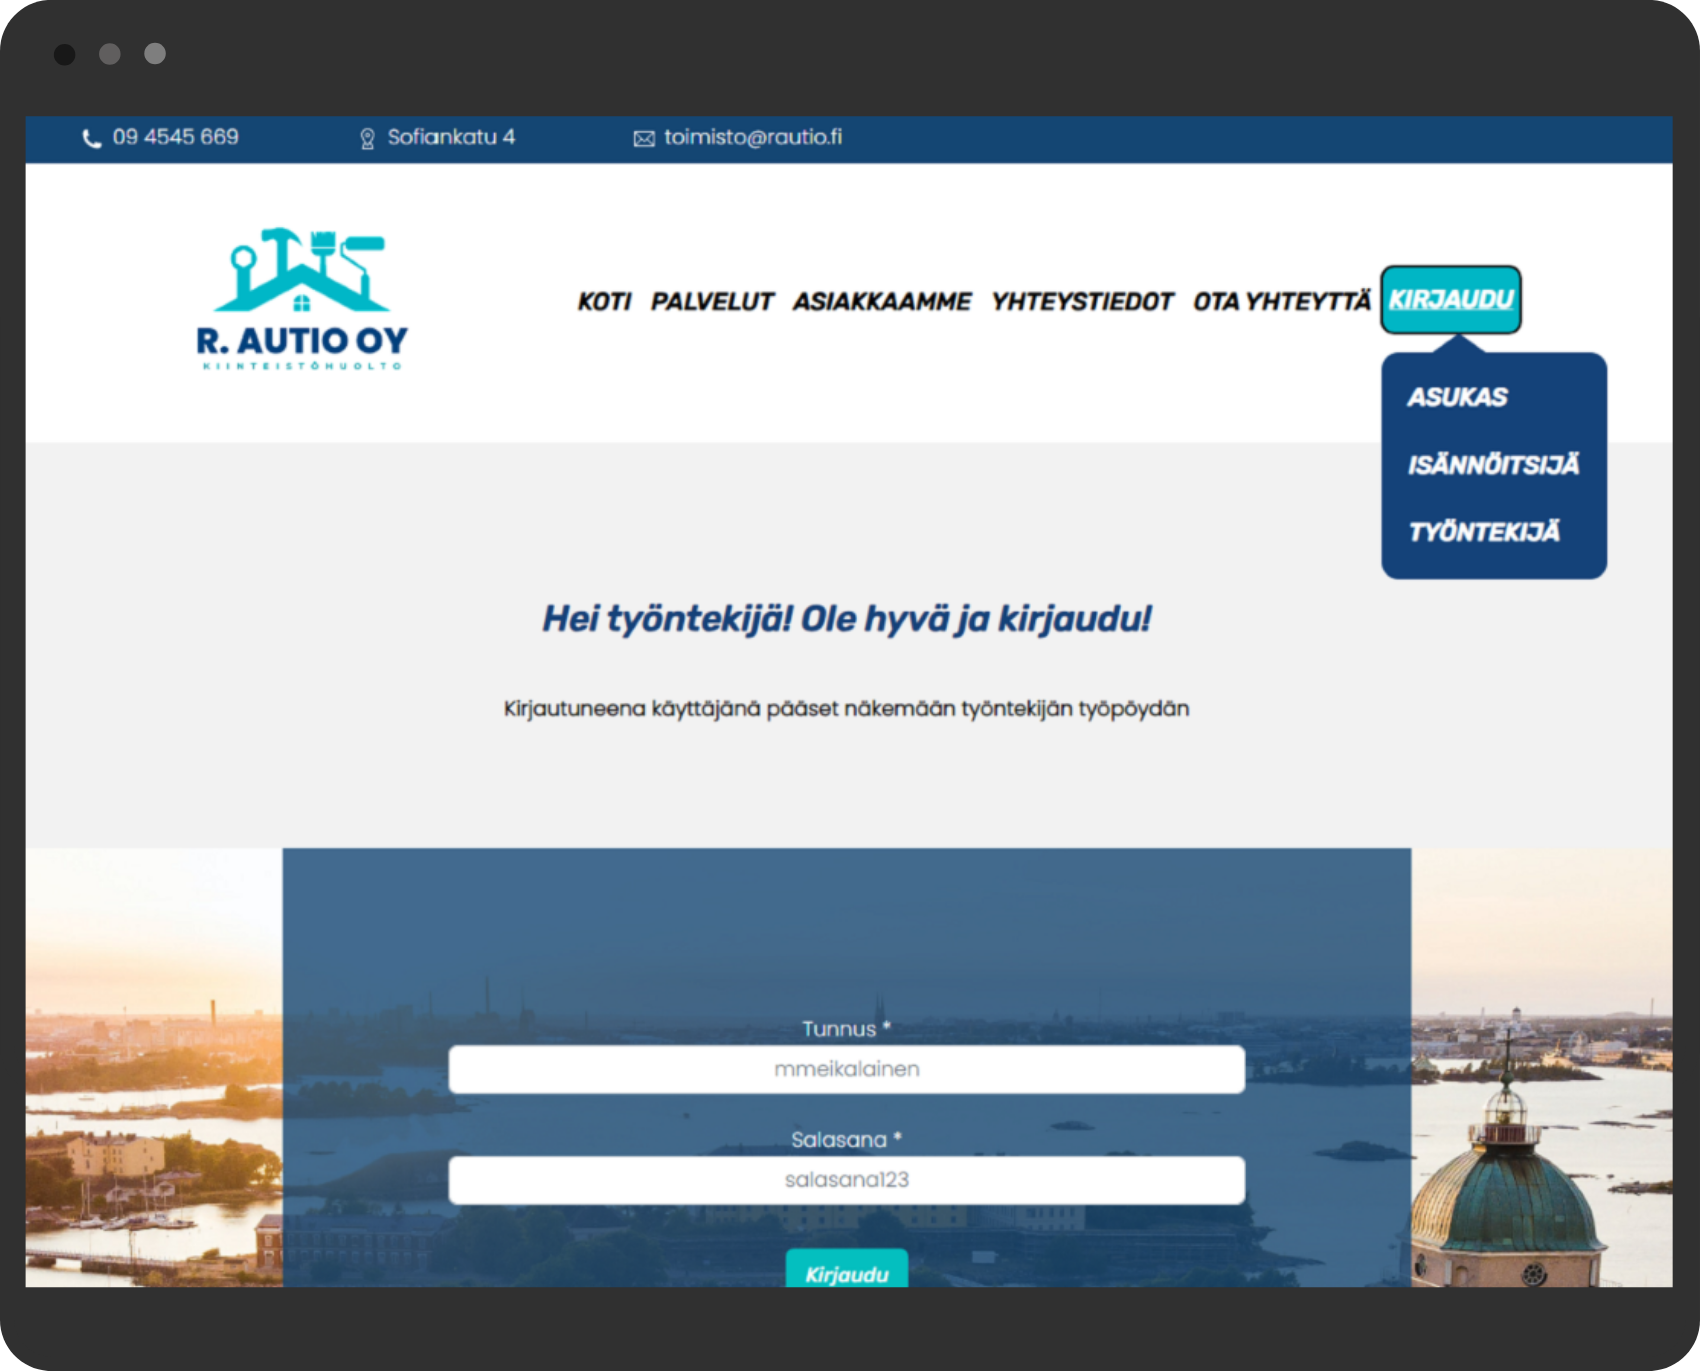 09 4545 669
Sofiankatu 4
toimisto@rautio.fi
R. AUTIO OY
KIINTEISTÖHUOLTO
KOTI PALVELUT ASIAKKAAMME YHTEYSTIEDOT OTA YHTEYTTÄ KIRJAUDU
ASUKAS
ISÄNNÖITSIJÄ
TYÖNTEKIJÄ
Hei työntekijä! Ole hyvä ja kirjaudu!
Kirjautuneena käyttäjänä pääset näkemään työntekijän työpöydän
Tunnus *
mmeikalainen
Salasana *
salasana123
Kirjaudu